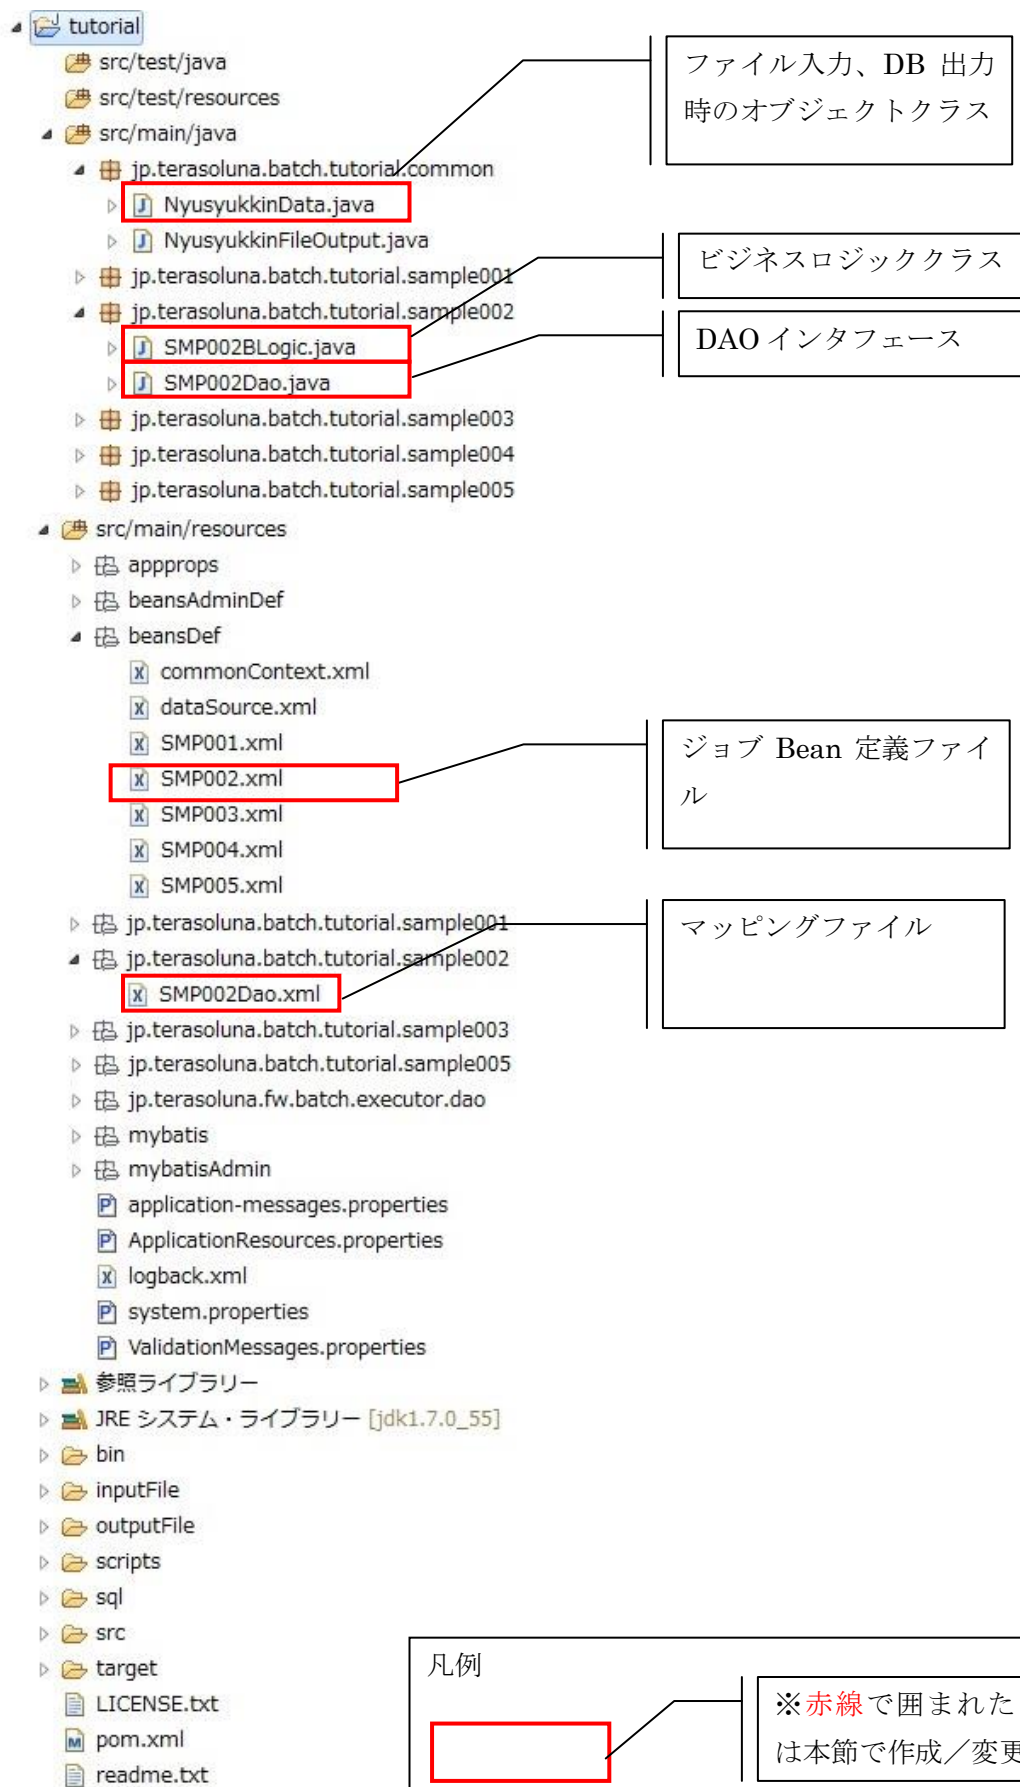 tutorial
src/test/java
src/test/resources
src/main/java
jp.terasoluna.batch.tutorial.common
NyusyukkinData.java
NyusyukkinFileOutput.java
jp.terasoluna.batch.tutorial.sample001
jp.terasoluna.batch.tutorial.sample002
SMP002BLogic.java
SMP002Dao.java
jp.terasoluna.batch.tutorial.sample003
jp.terasoluna.batch.tutorial.sample004
jp.terasoluna.batch.tutorial.sample005
src/main/resources
appprops
beansAdminDef
beansDef
commonContext.xml
dataSource.xml
SMP001.xml
SMP002.xml
SMP003.xml
SMP004.xml
SMP005.xml
jp.terasoluna.batch.tutorial.sample001
jp.terasoluna.batch.tutorial.sample002
SMP002Dao.xml
jp.terasoluna.batch.tutorial.sample003
jp.terasoluna.batch.tutorial.sample005
jp.terasoluna.fw.batch.executor.dao
mybatis
mybatisAdmin
application-messages.properties
ApplicationResources.properties
logback.xml
system.properties
ValidationMessages.properties
参照ライブラリー
JRE システム・ライブラリー [jdk1.7.0_55]
bin
inputFile
outputFile
scripts
sql
src
target
LICENSE.txt
pom.xml
readme.txt
ファイル入力、DB 出力
時のオブジェクトクラス
ビジネスロジッククラス
DAO インタフェース
ジョブ Bean 定義ファイ
ル
マッピングファイル
凡例
※赤線で囲まれた
は本節で作成／変更